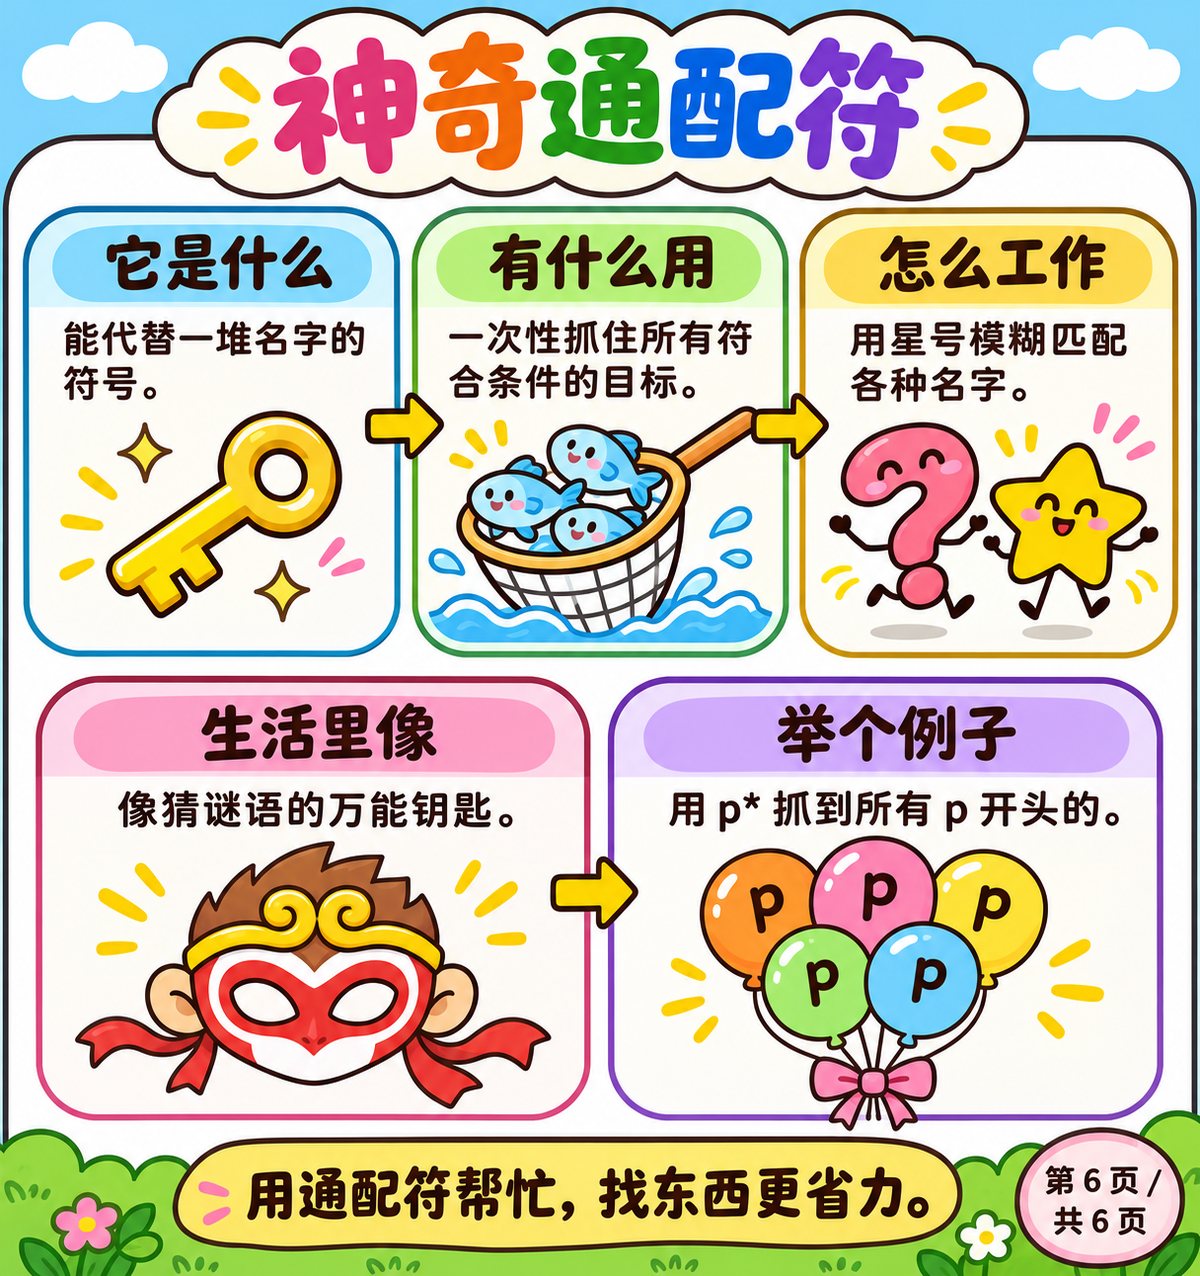 神奇通配符
它是什么
能代替一堆名字的
符号。
有什么用
一次性抓住所有符
合条件的目标。
怎么工作
用星号模糊匹配
各种名字。
生活里像
像猜谜语的万能钥匙。
举个例子
用 p* 抓到所有 p 开头的。
p
p
p
p
p
用通配符帮忙，找东西更省力。
第 6 页 /
共 6 页